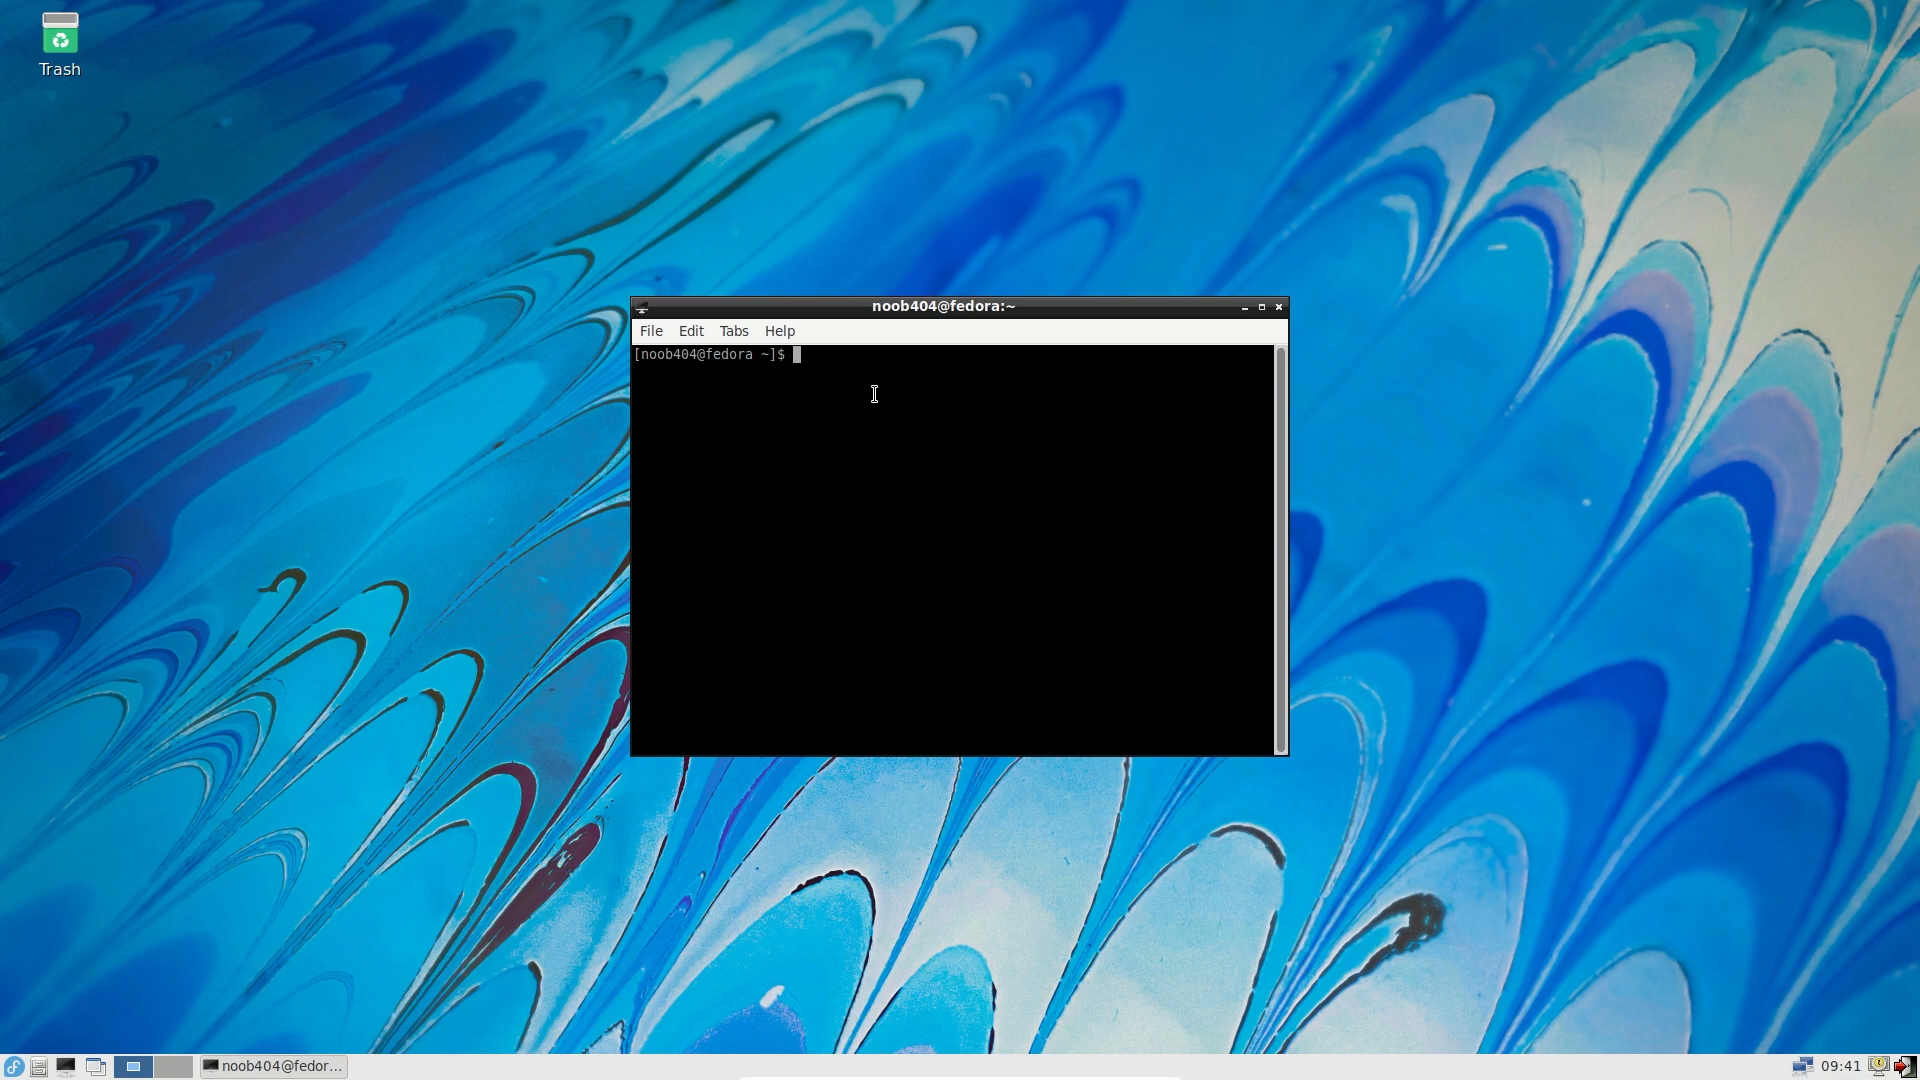 Trash
noob404@fedora:~
File Edit Tabs Help
[noob404@fedora ~]$
noob404@fedor...
09:41